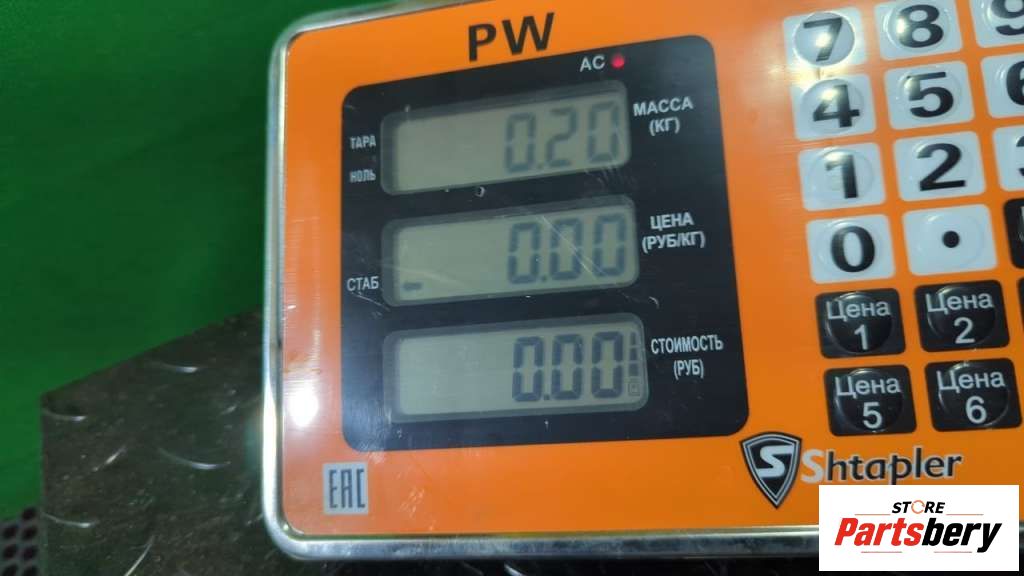 PW
AC
ТАРА
НОЛЬ
0.20
МАССА
(КГ)
СТАБ
0.00
ЦЕНА
(РУБ/КГ)
0.00
СТОИМОСТЬ
(РУБ)
7 8 9
4 5 6
1 2 3
0 .
Цена
1
Цена
2
Цена
5
Цена
6
EAC
S Shtapler
STORE
Partsbery